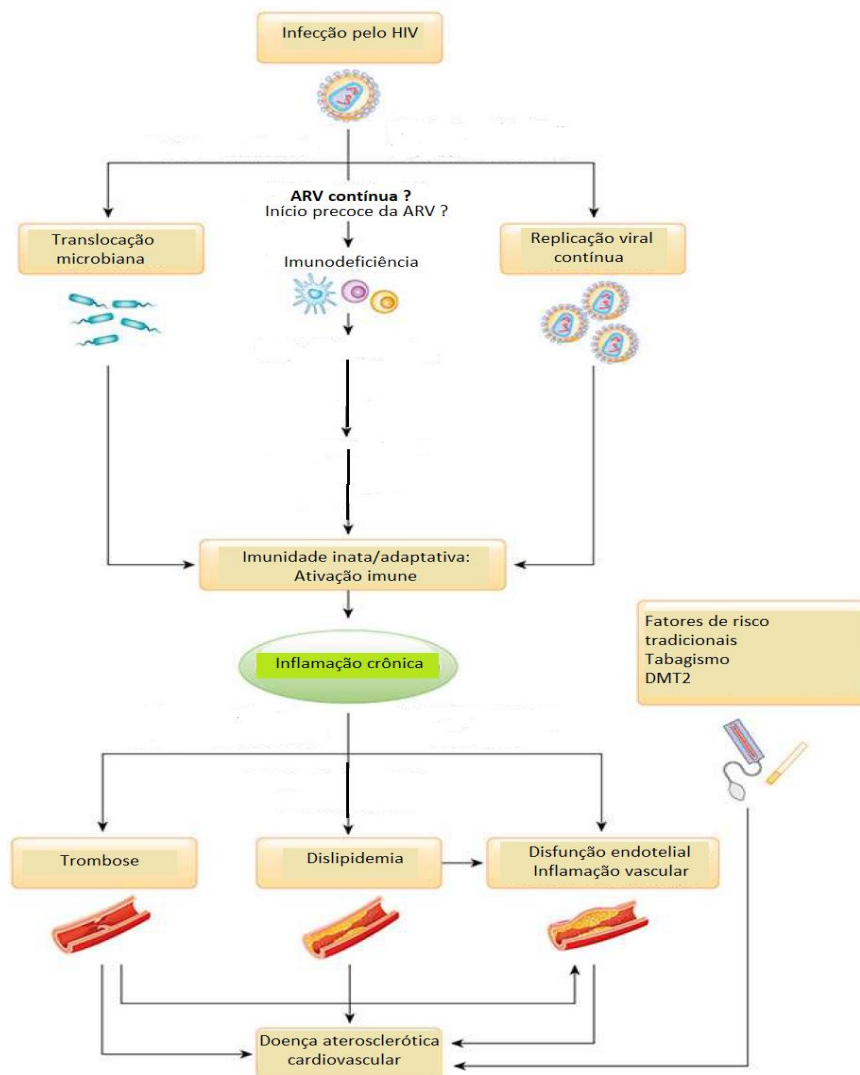 Infecção pelo HIV
ARV contínua ?
Início precoce da ARV ?
Translocação
microbiana
Imunodeficiência
Replicação viral
contínua
Imunidade inata/adaptativa:
Ativação imune
Inflamação crônica
Fatores de risco
tradicionais
Tabagismo
DMT2
Trombose
Dislipidemia
Disfunção endotelial
Inflamação vascular
Doença aterosclerótica
cardiovascular